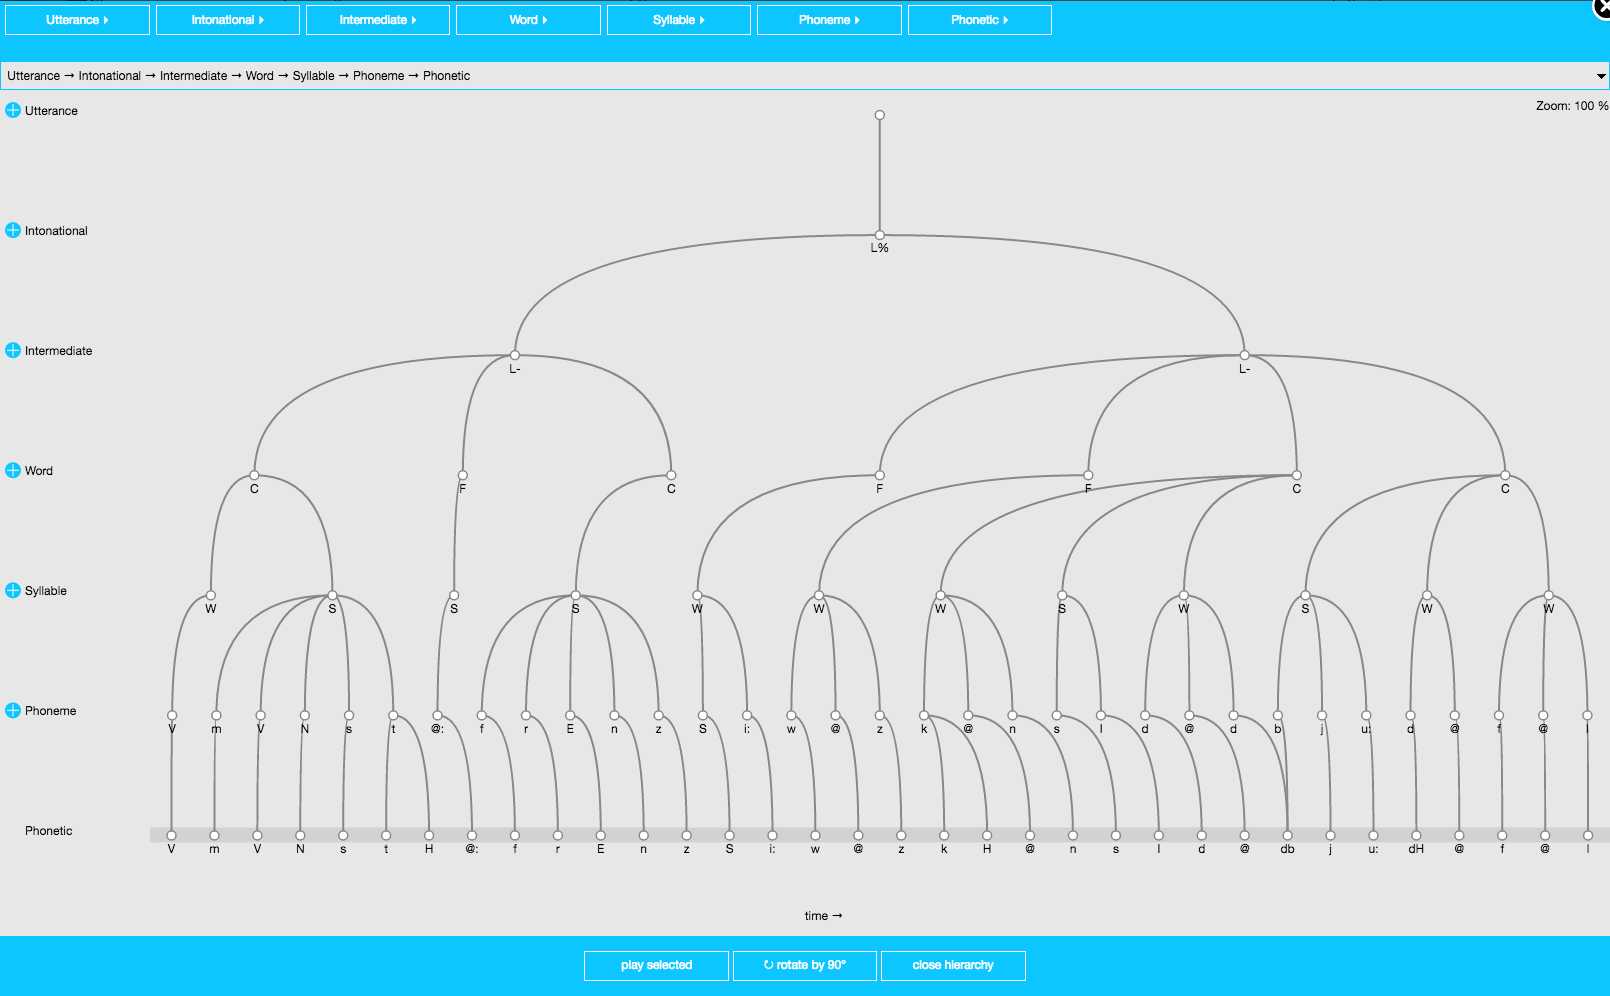 Utterance Intonational Intermediate Word Syllable Phoneme Phonetic
Utterance → Intonational → Intermediate → Word → Syllable → Phoneme → Phonetic
Utterance
Zoom: 100 %
Intonational
L%
Intermediate
L- L-
Word
C F C F F C C
Syllable
W S S S W W W S W S W W
Phoneme
V m V N s t @: f r E n z S i: w @ z k @ n s l d @ d b j u: d @ f @ l
Phonetic
V m V N s t H @: f r E n z S i: w @ z k H @ n s l d @ db j u: dH @ f @ l
time →
play selected ↻ rotate by 90° close hierarchy